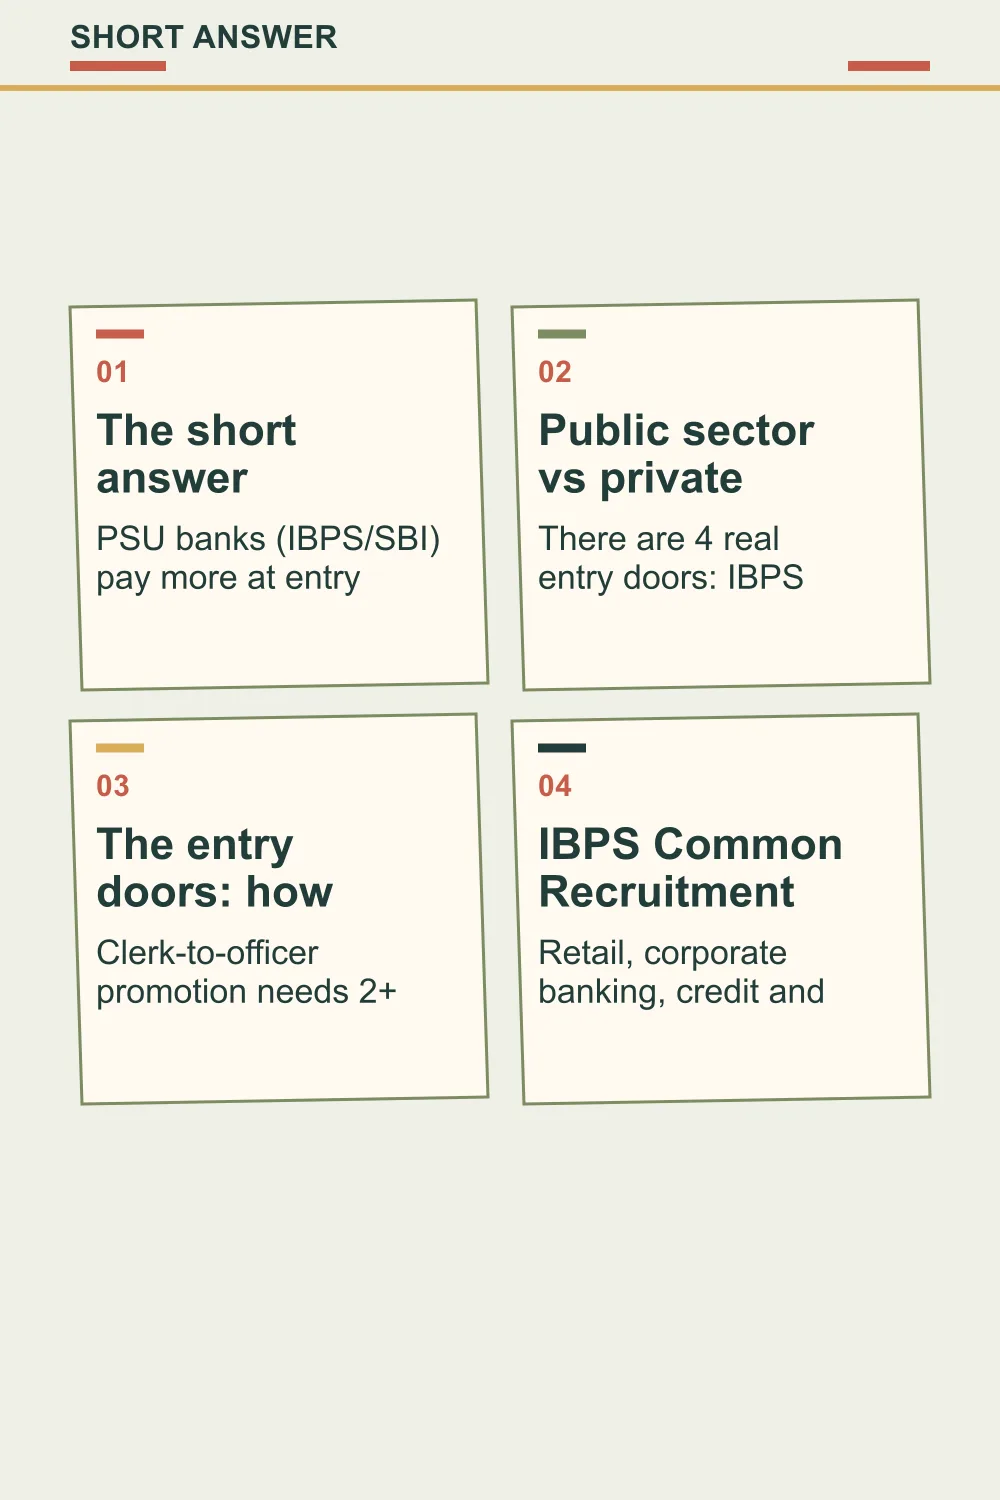 SHORT ANSWER
01
The short
answer
PSU banks (IBPS/SBI)
pay more at entry
02
Public sector
vs private
There are 4 real
entry doors: IBPS
03
The entry
doors: how
Clerk-to-officer
promotion needs 2+
04
IBPS Common
Recruitment
Retail, corporate
banking, credit and